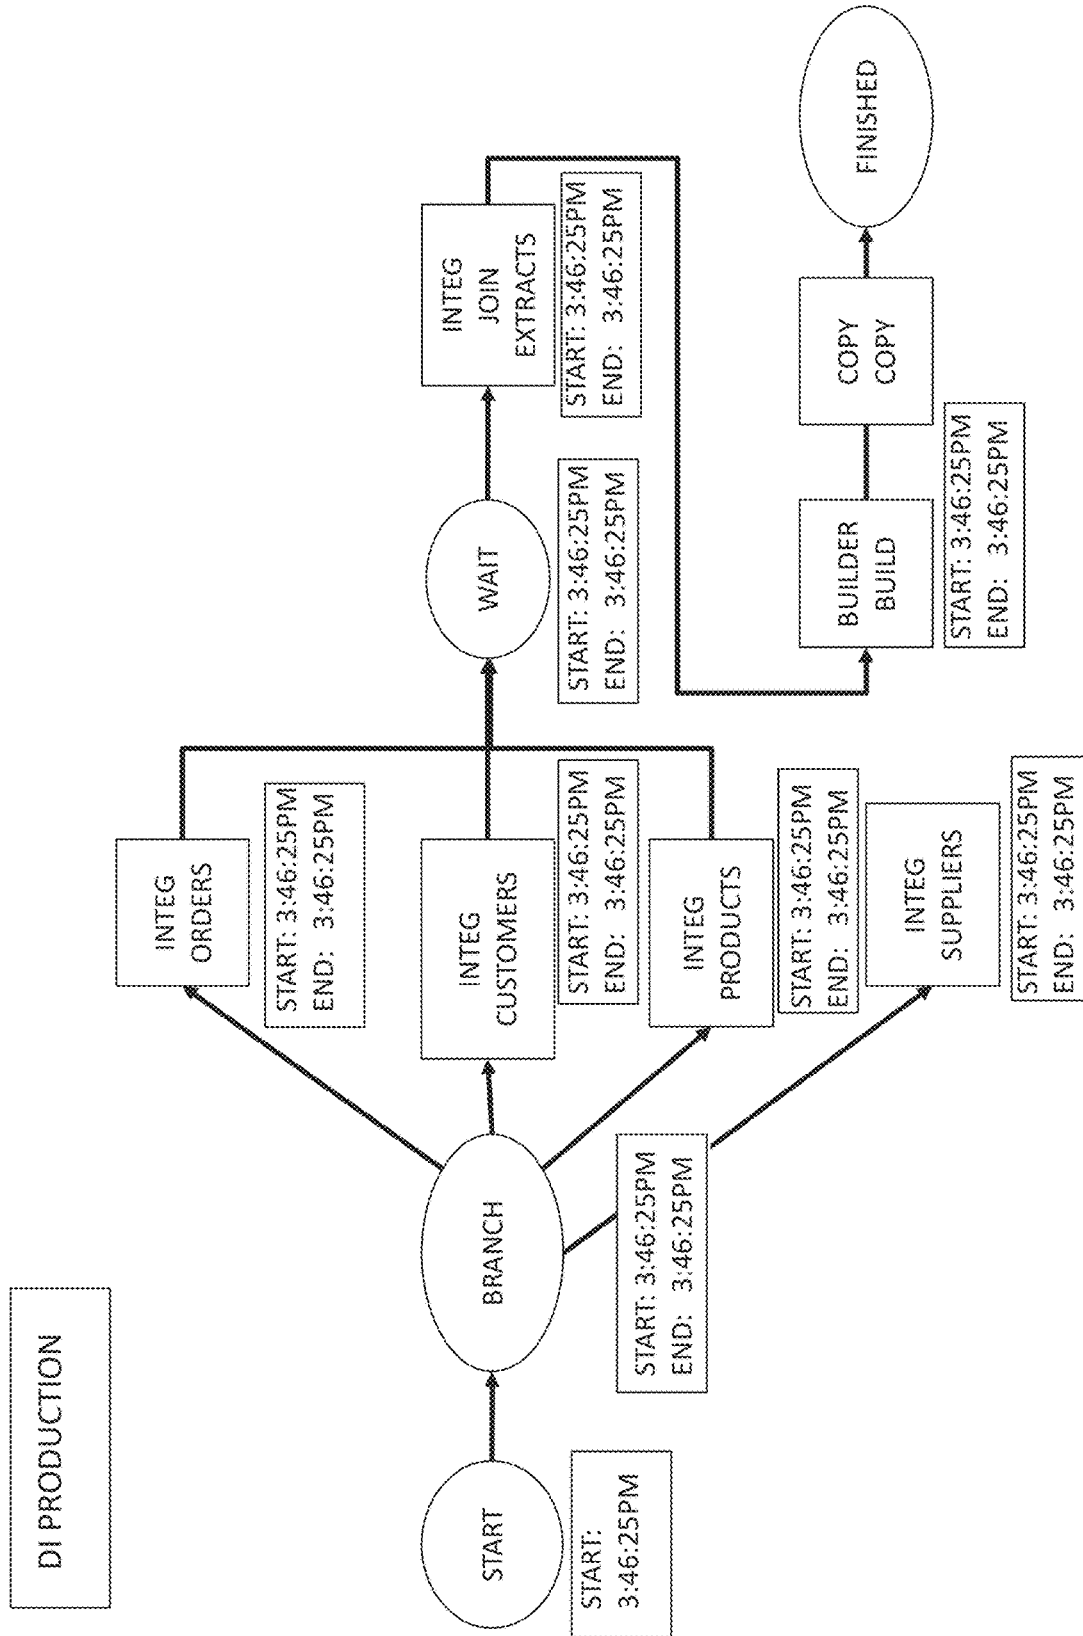 DI PRODUCTION
START
START:
3:46:25PM
BRANCH
START: 3:46:25PM
END: 3:46:25PM
INTEG
ORDERS
START: 3:46:25PM
END: 3:46:25PM
INTEG
CUSTOMERS
START: 3:46:25PM
END: 3:46:25PM
INTEG
PRODUCTS
START: 3:46:25PM
END: 3:46:25PM
INTEG
SUPPLIERS
START: 3:46:25PM
END: 3:46:25PM
WAIT
START: 3:46:25PM
END: 3:46:25PM
INTEG
JOIN
EXTRACTS
START: 3:46:25PM
END: 3:46:25PM
BUILDER
BUILD
START: 3:46:25PM
END: 3:46:25PM
COPY
COPY
FINISHED